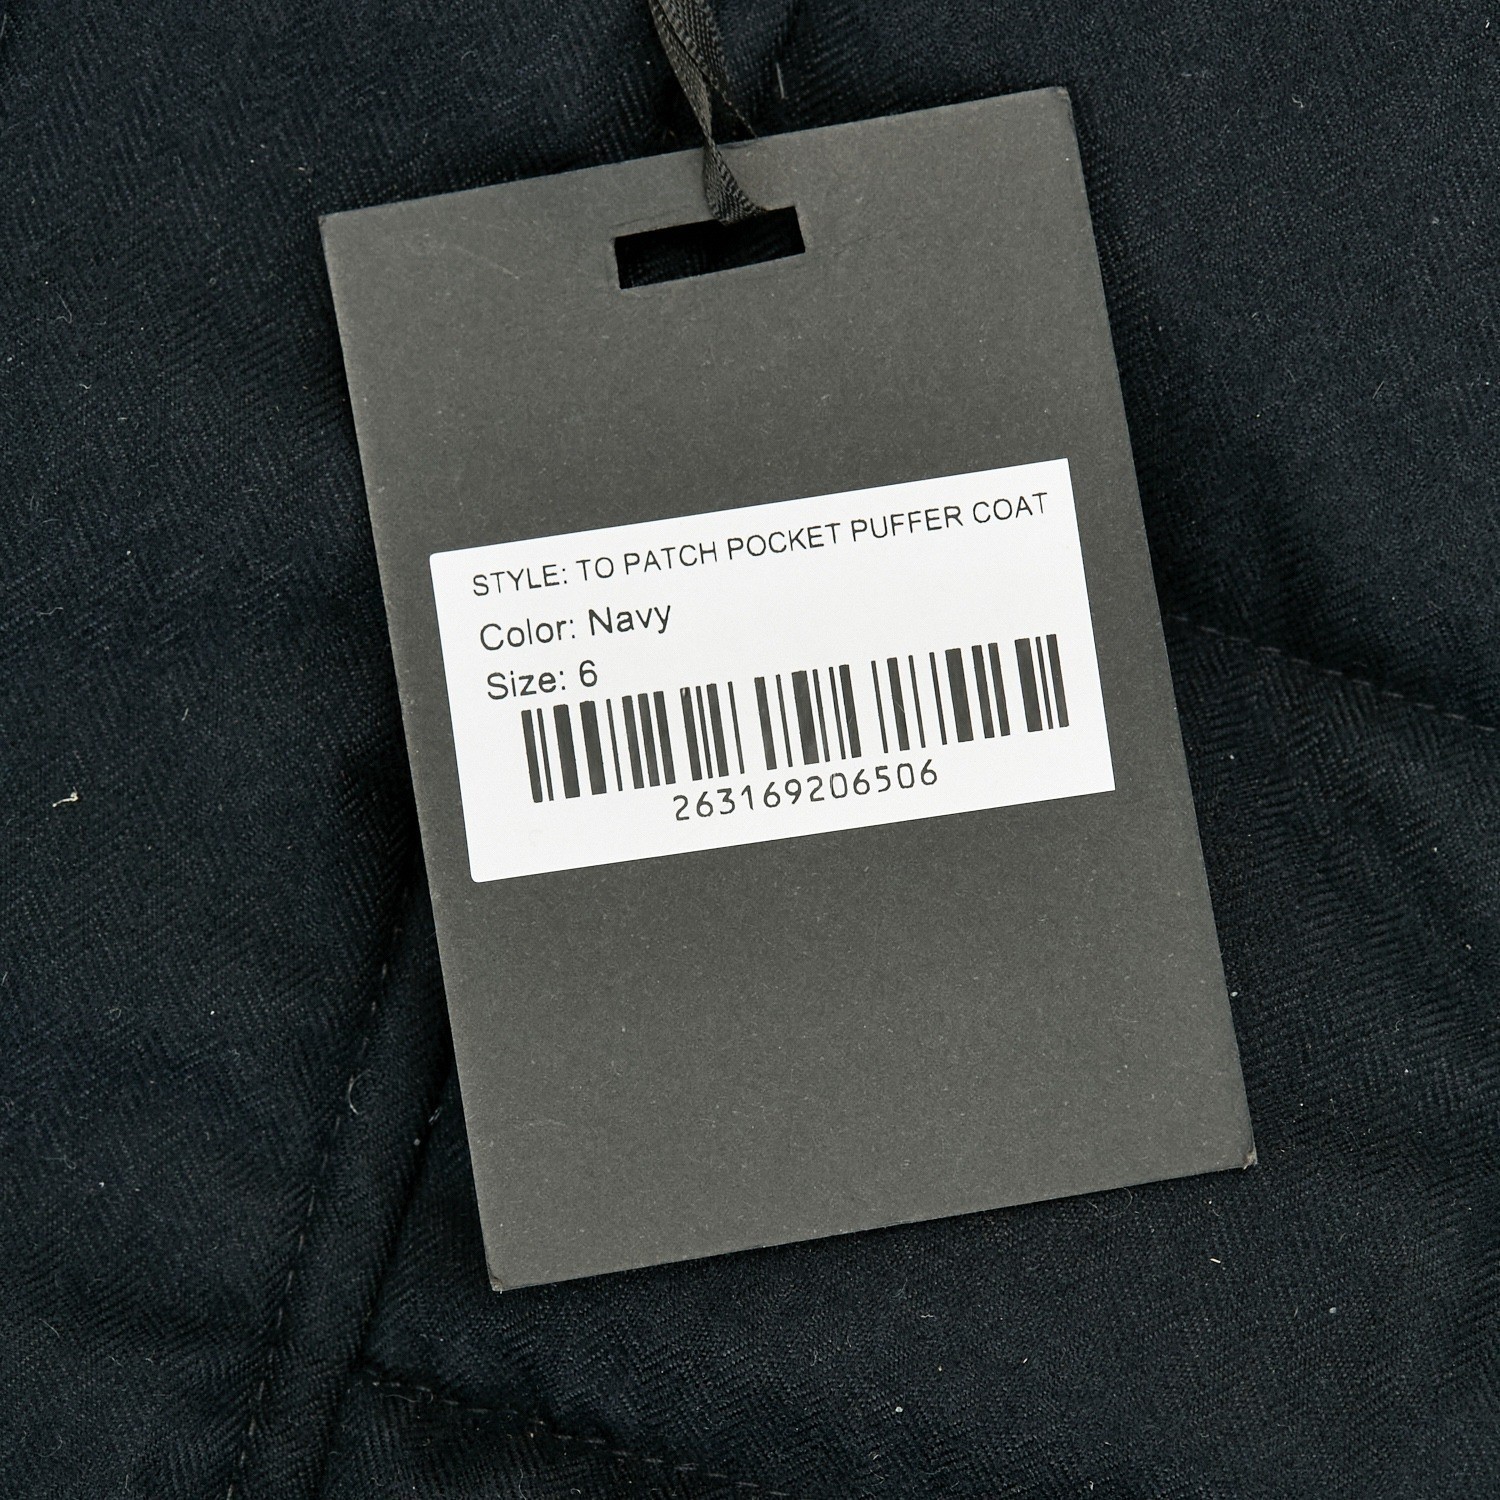 STYLE: TO PATCH POCKET PUFFER COAT
Color: Navy
Size: 6
263169206506